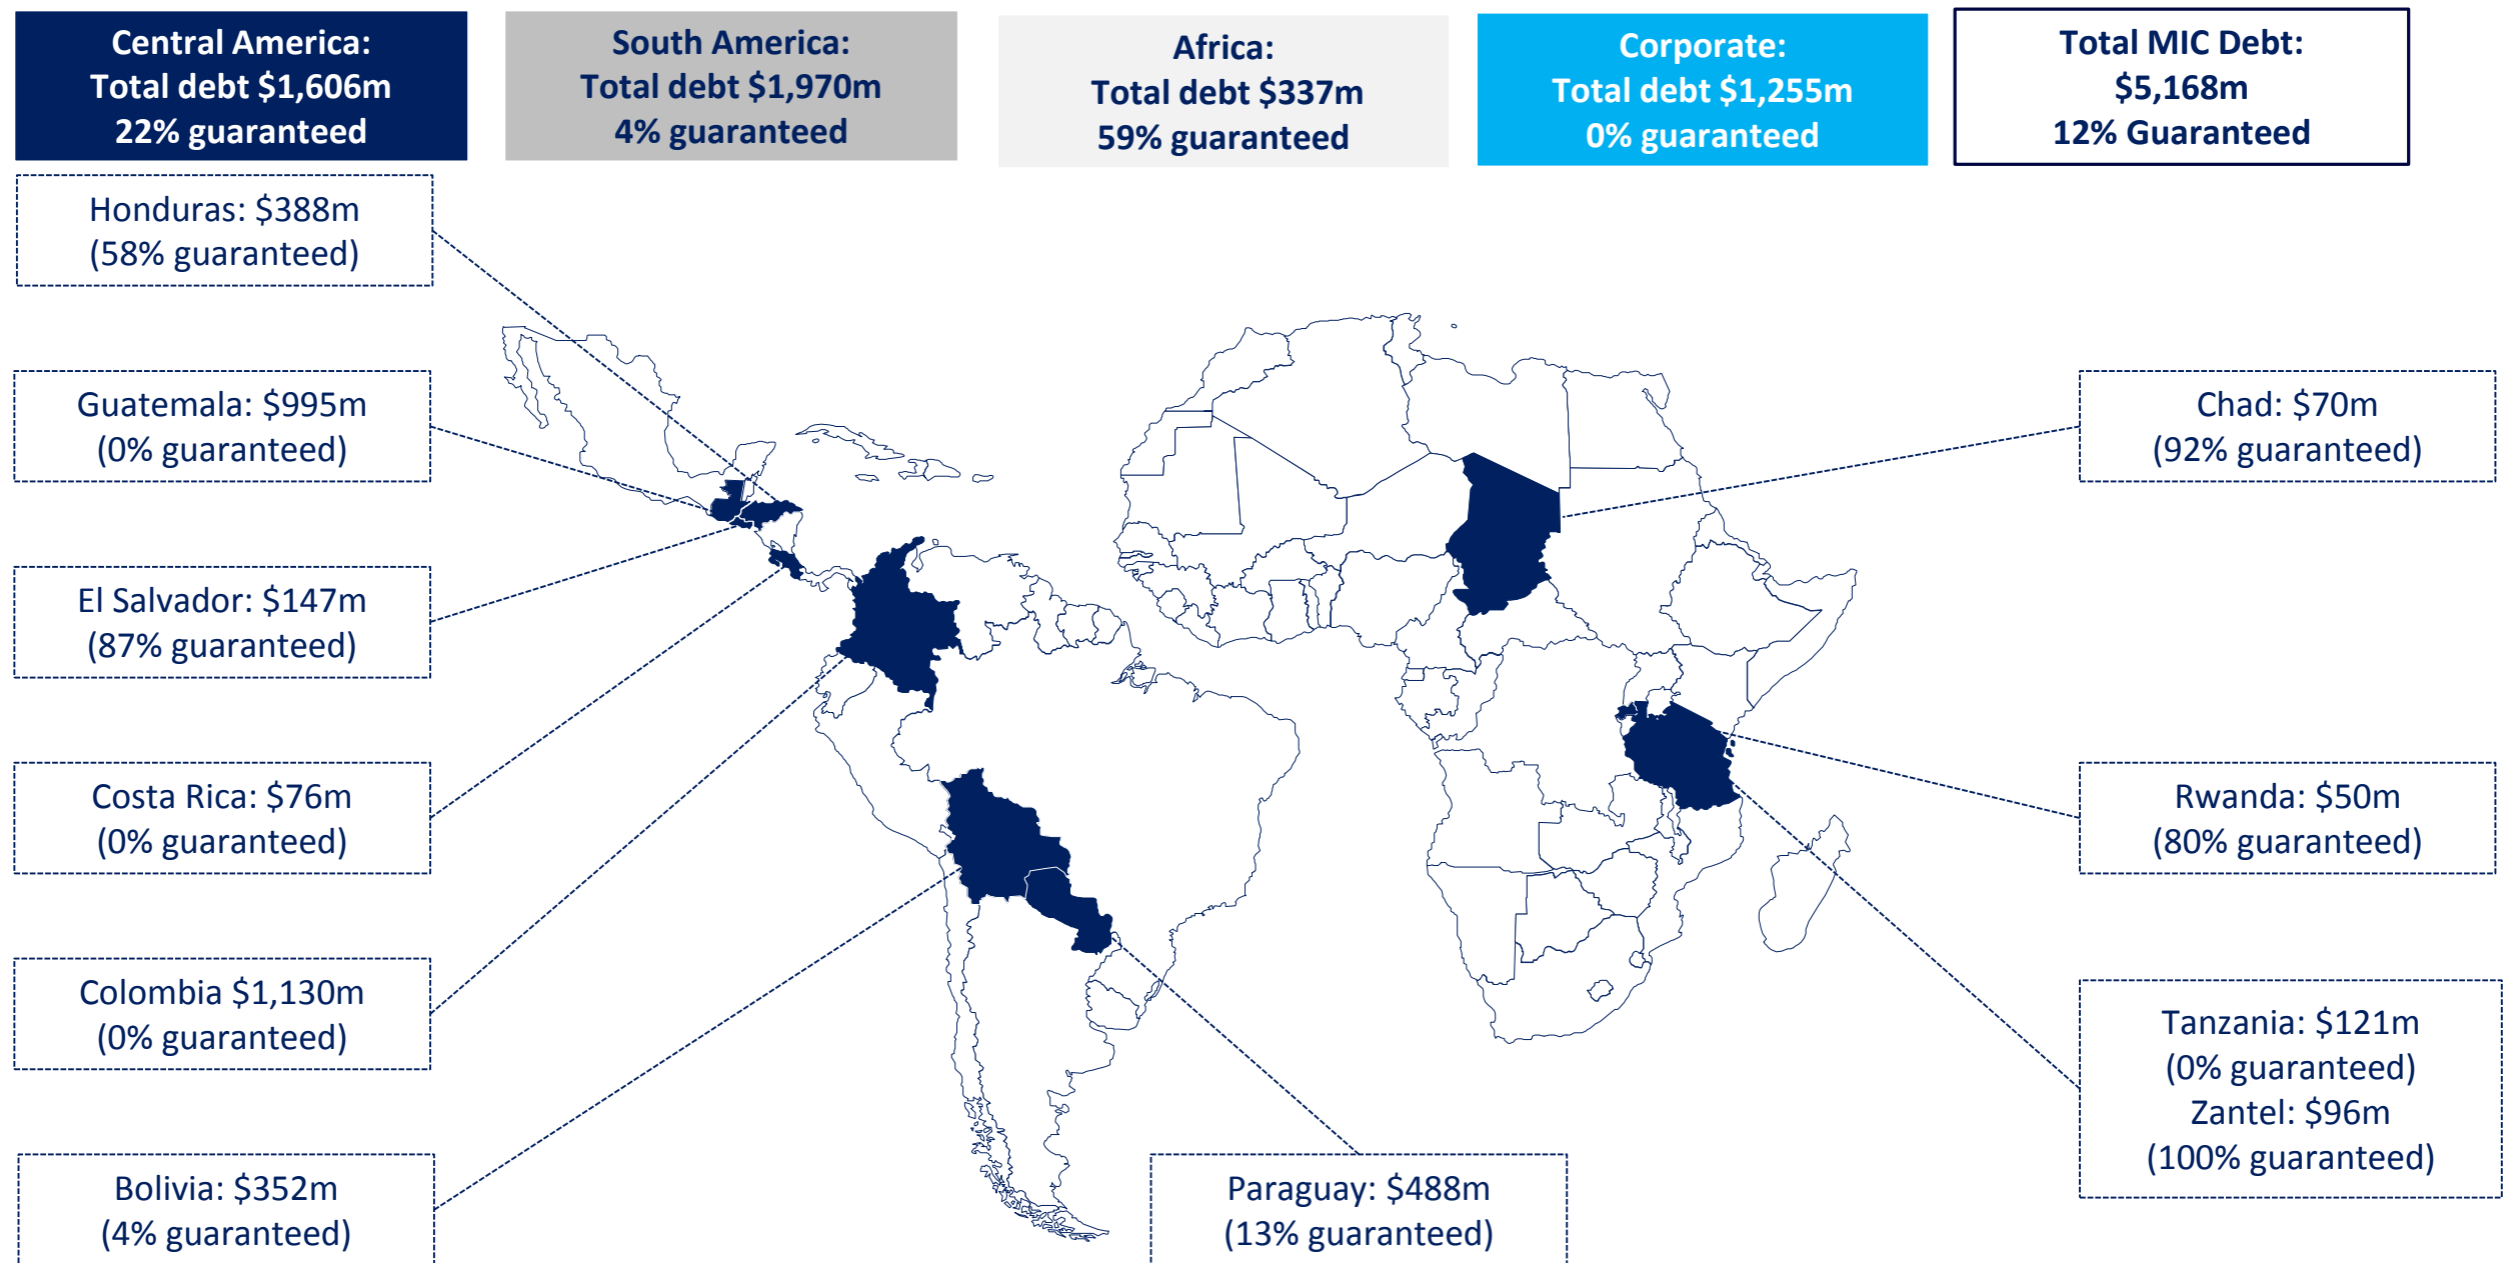 Central America:
Total debt $1,606m
22% guaranteed
South America:
Total debt $1,970m
4% guaranteed
Africa:
Total debt $337m
59% guaranteed
Corporate:
Total debt $1,255m
0% guaranteed
Total MIC Debt:
$5,168m
12% Guaranteed
Honduras: $388m
(58% guaranteed)
Guatemala: $995m
(0% guaranteed)
El Salvador: $147m
(87% guaranteed)
Costa Rica: $76m
(0% guaranteed)
Colombia $1,130m
(0% guaranteed)
Bolivia: $352m
(4% guaranteed)
Paraguay: $488m
(13% guaranteed)
Chad: $70m
(92% guaranteed)
Rwanda: $50m
(80% guaranteed)
Tanzania: $121m
(0% guaranteed)
Zantel: $96m
(100% guaranteed)